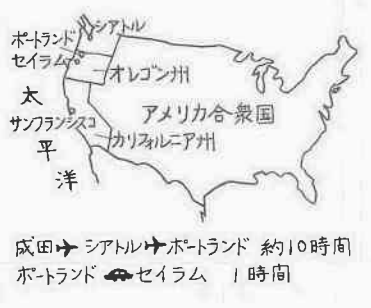 シアトル
ポートランド
セイラム
オレゴン州
太
平
洋
サンフランシスコ
アメリカ合衆国
カリフォルニア州
成田✈シアトル✈ポートランド 約10時間
ポートランド🚗セイラム 1時間